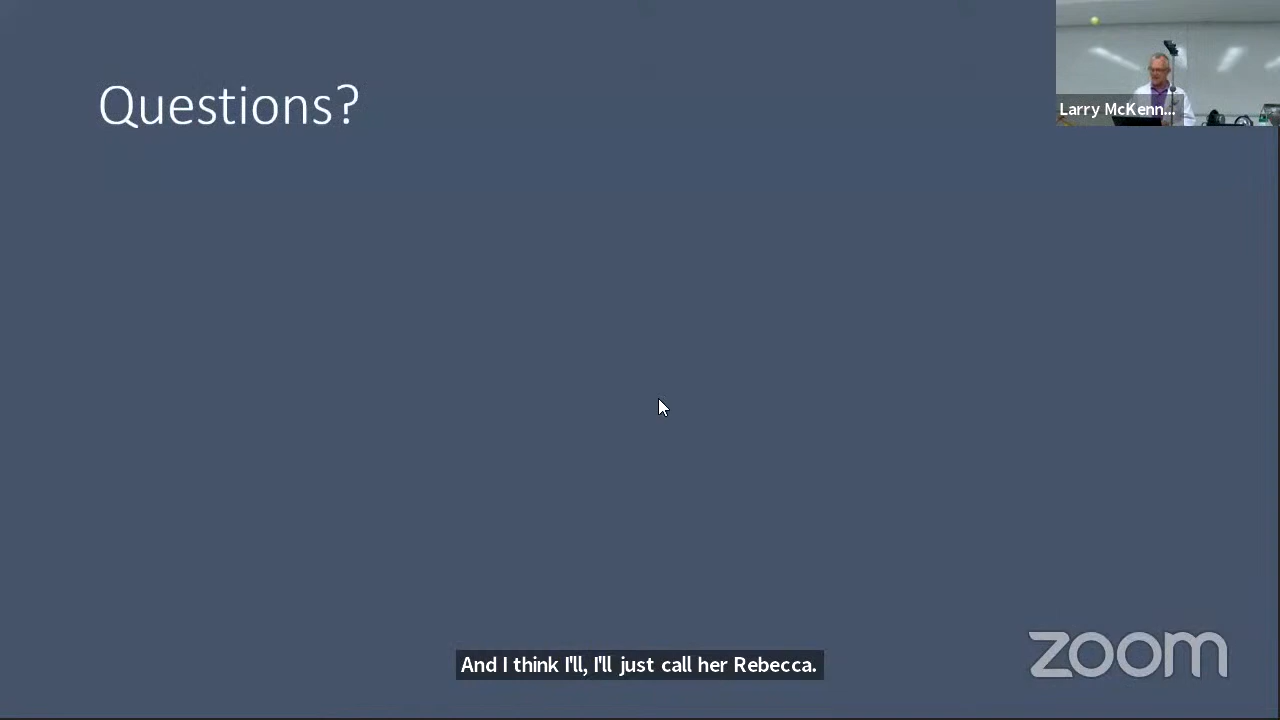 Questions?
Larry McKenn...
And I think I'll, I'll just call her Rebecca.
zoom